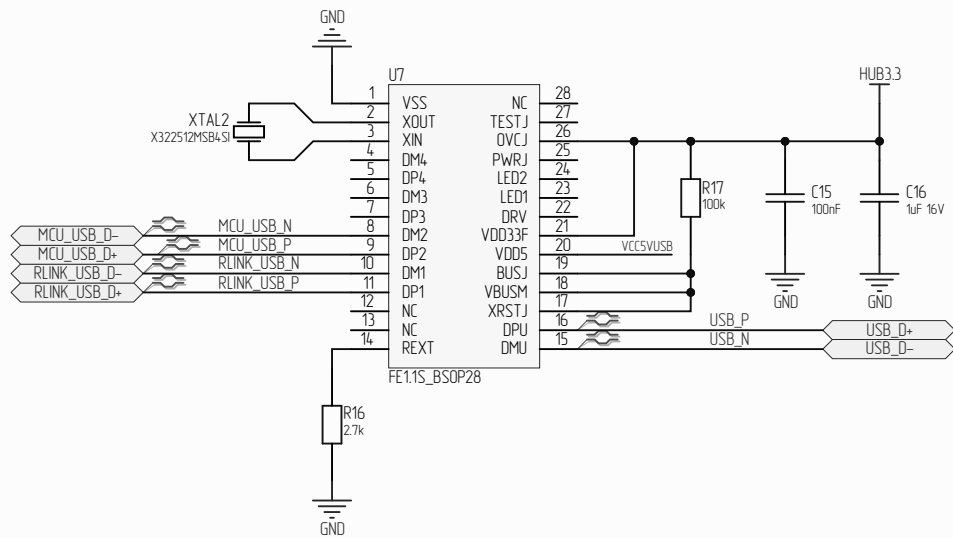 GND
U7
HUB3.3
XTAL2
X322512MSB4SI
1 VSS NC 28
2 XOUT TESTJ 27
3 XIN OVCJ 26
4 DM4 PWRJ 25
5 DP4 LED2 24
6 DM3 LED1 23
7 DP3 DRV 22
MCU_USB_D- MCU_USB_N 8 DM2 VDD33F 21
MCU_USB_D+ MCU_USB_P 9 DP2 VDD5 20 VCC5VUSB
RLINK_USB_D- RLINK_USB_N 10 DM1 BUSJ 19
RLINK_USB_D+ RLINK_USB_P 11 DP1 VBUSM 18
12 NC XRSTJ 17
13 NC DPU 16 USB_P USB_D+
14 REXT DMU 15 USB_N USB_D-
FE1.1S_BSOP28
R17
100k
C15
100nF
C16
1uF 16V
GND
GND
R16
2.7k
GND